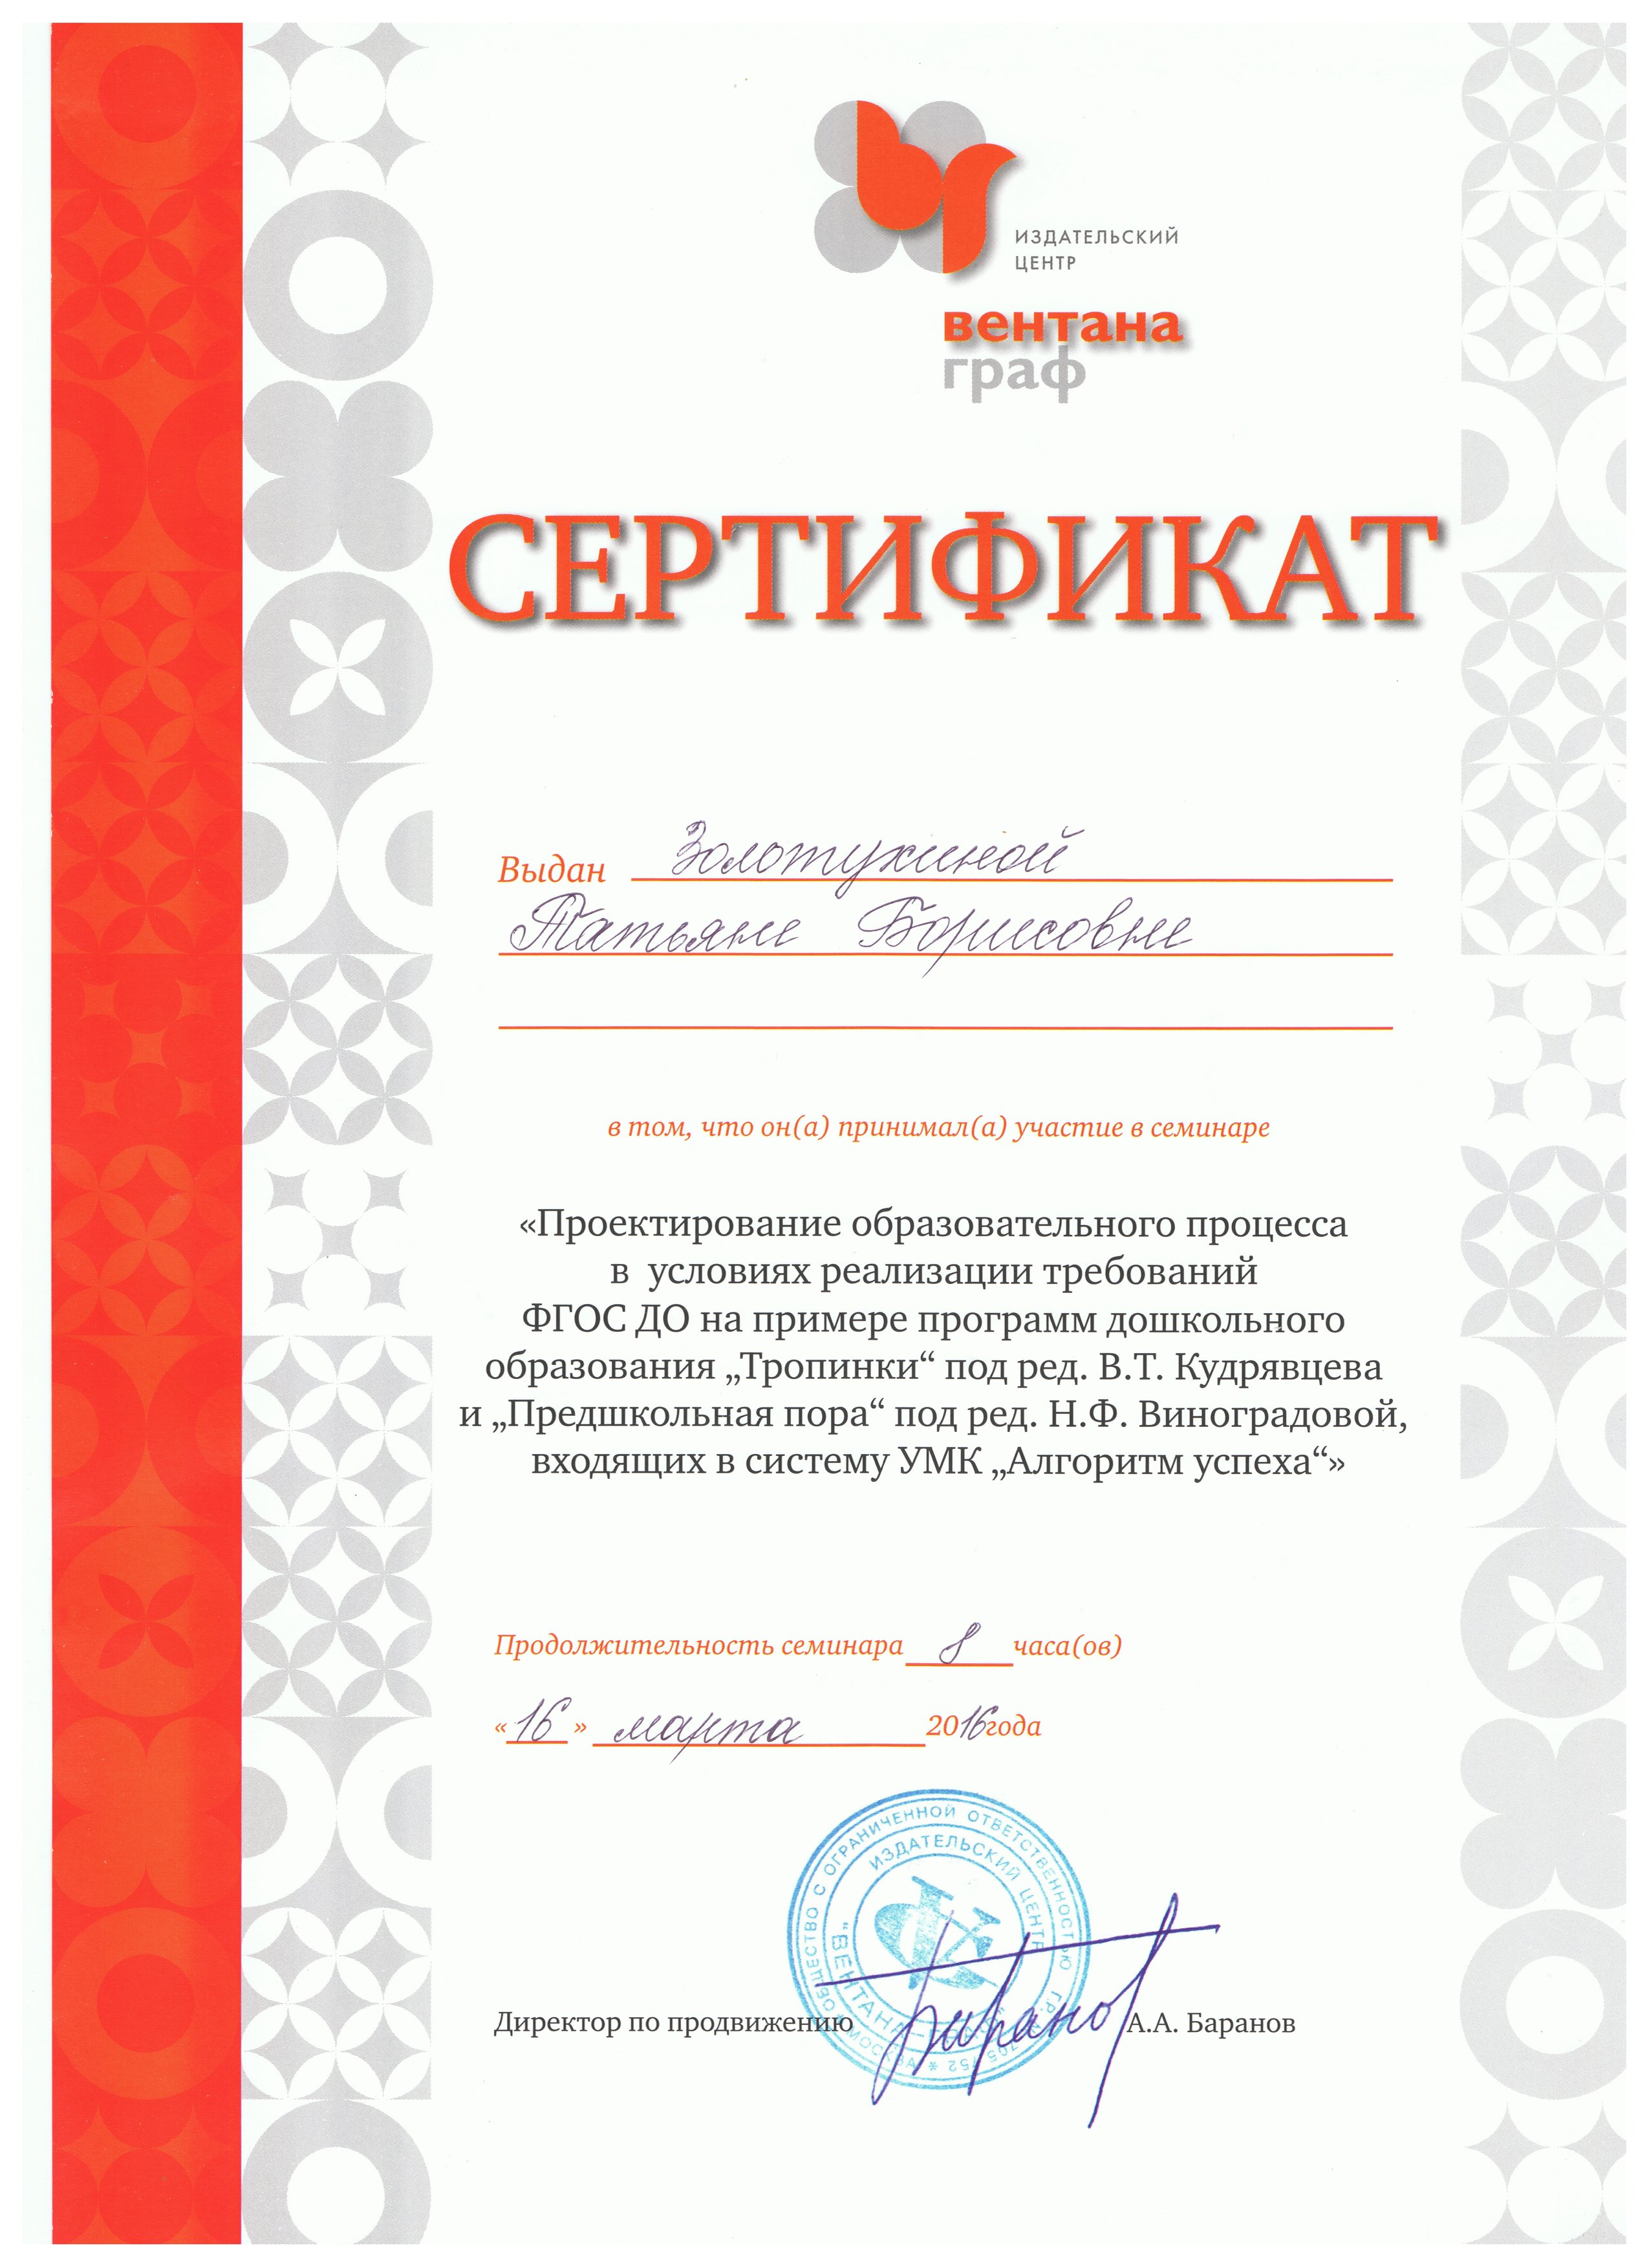 ИЗДАТЕЛЬСКИЙ
ЦЕНТР
вентана
граф
СЕРТИФИКАТ
Выдан Золотухиной
Татьяне Борисовне
в том, что он(а) принимал(а) участие в семинаре
«Проектирование образовательного процесса
в условиях реализации требований
ФГОС ДО на примере программ дошкольного
образования „Тропинки“ под ред. В.Т. Кудрявцева
и „Предшкольная пора“ под ред. Н.Ф. Виноградовой,
входящих в систему УМК „Алгоритм успеха“»
Продолжительность семинара 8 часа(ов)
«16» марта 2016 года
ОБЩЕСТВО С ОГРАНИЧЕННОЙ ОТВЕТСТВЕННОСТЬЮ
ИЗДАТЕЛЬСКИЙ ЦЕНТР
"ВЕНТАНА
МОСКВА
Директор по продвижению А.А. Баранов